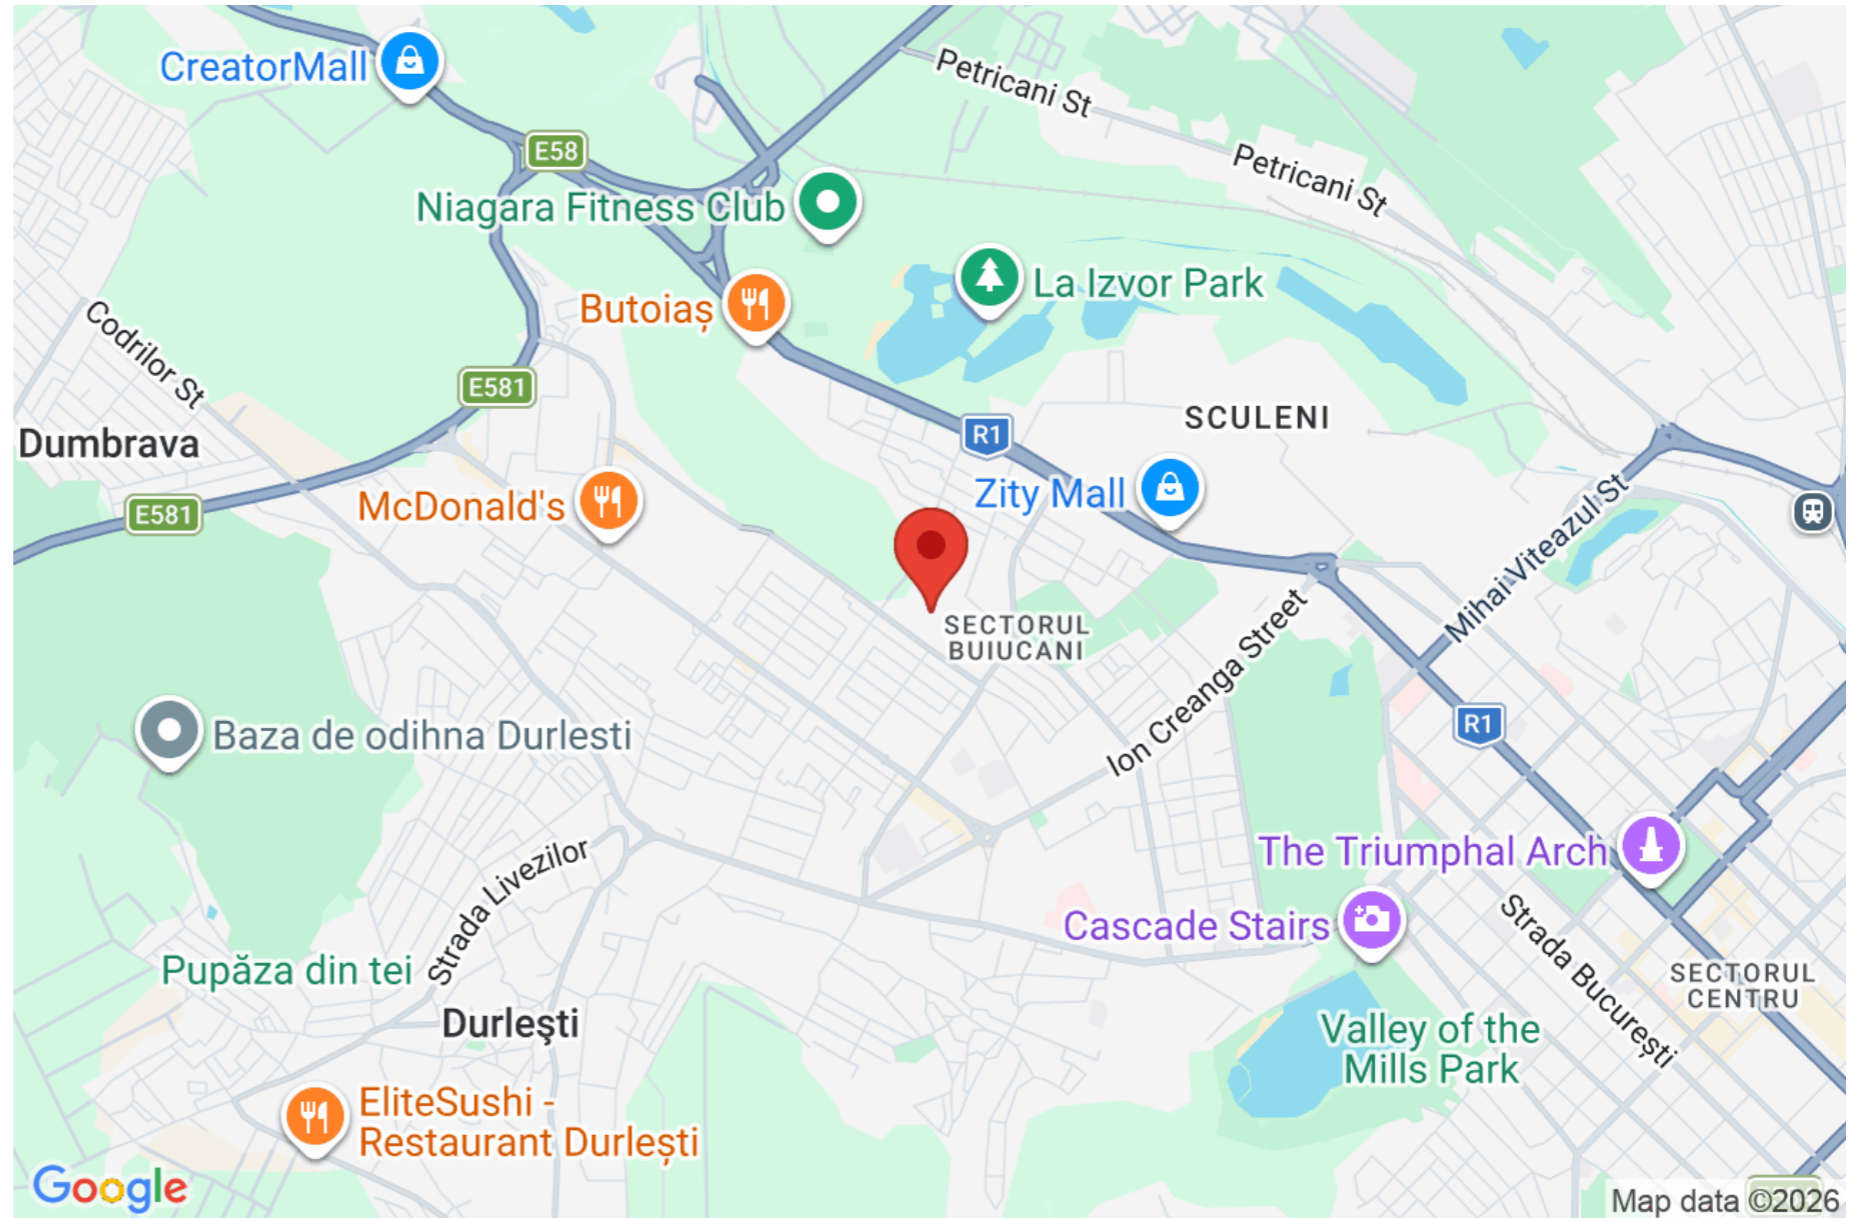 CreatorMall
Petricani St
E58
Petricani St
Niagara Fitness Club
La Izvor Park
Butoiaș
Codrilor St
E581
SCULENI
R1
Dumbrava
Zity Mall
McDonald's
E581
Mihai Viteazul St
SECTORUL
BUIUCANI
Ion Creanga Street
Baza de odihna Durlesti
R1
Strada Livezilor
The Triumphal Arch
Cascade Stairs
Strada București
Pupăza din tei
SECTORUL
CENTRU
Durleşti
Valley of the
Mills Park
EliteSushi -
Restaurant Durlești
Google
Map data ©2026